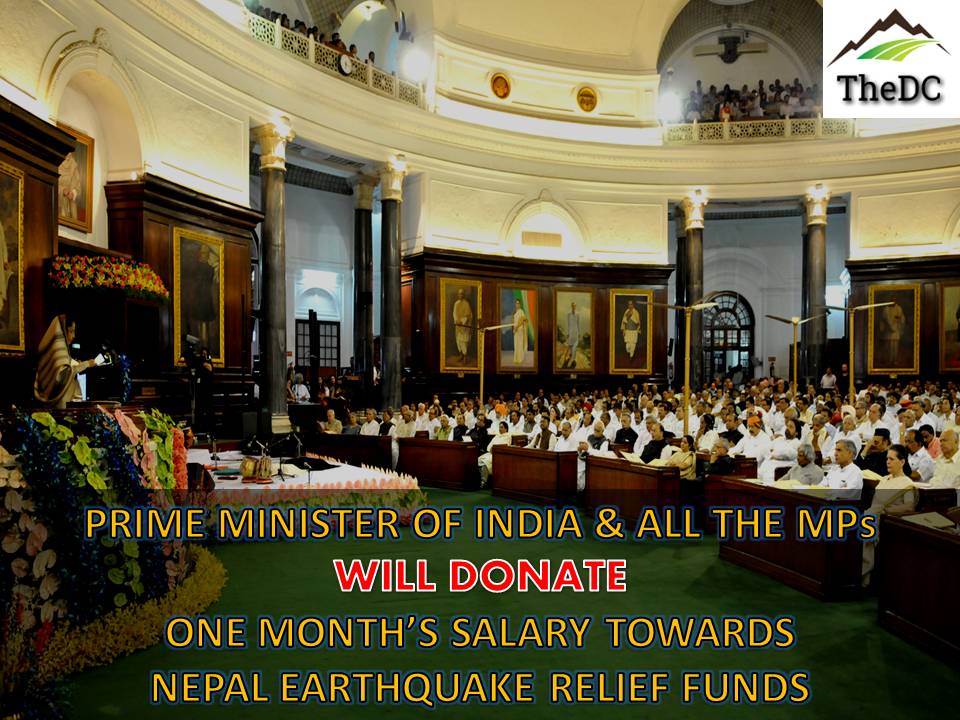 TheDC
PRIME MINISTER OF INDIA & ALL THE MPs
WILL DONATE
ONE MONTH'S SALARY TOWARDS
NEPAL EARTHQUAKE RELIEF FUNDS